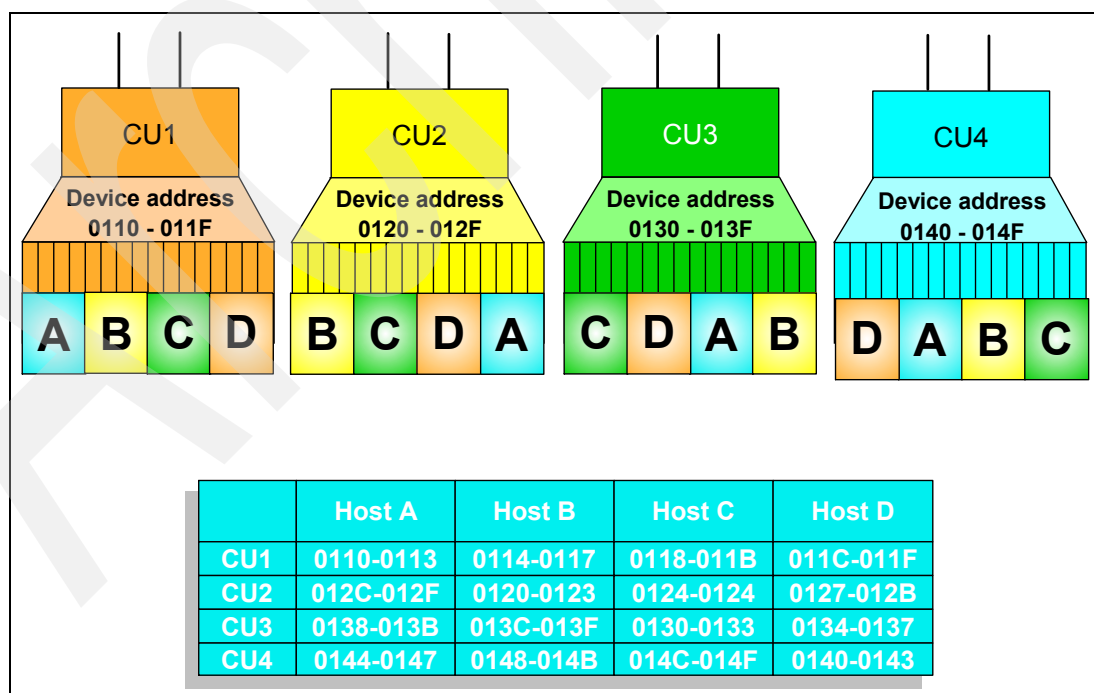 CU1
CU2
CU3
CU4
Device address
0110 - 011F
Device address
0120 - 012F
Device address
0130 - 013F
Device address
0140 - 014F
A B C D
B C D A
C D A B
D A B C
Host A Host B Host C Host D
CU1 0110-0113 0114-0117 0118-011B 011C-011F
CU2 012C-012F 0120-0123 0124-0124 0127-012B
CU3 0138-013B 013C-013F 0130-0133 0134-0137
CU4 0144-0147 0148-014B 014C-014F 0140-0143